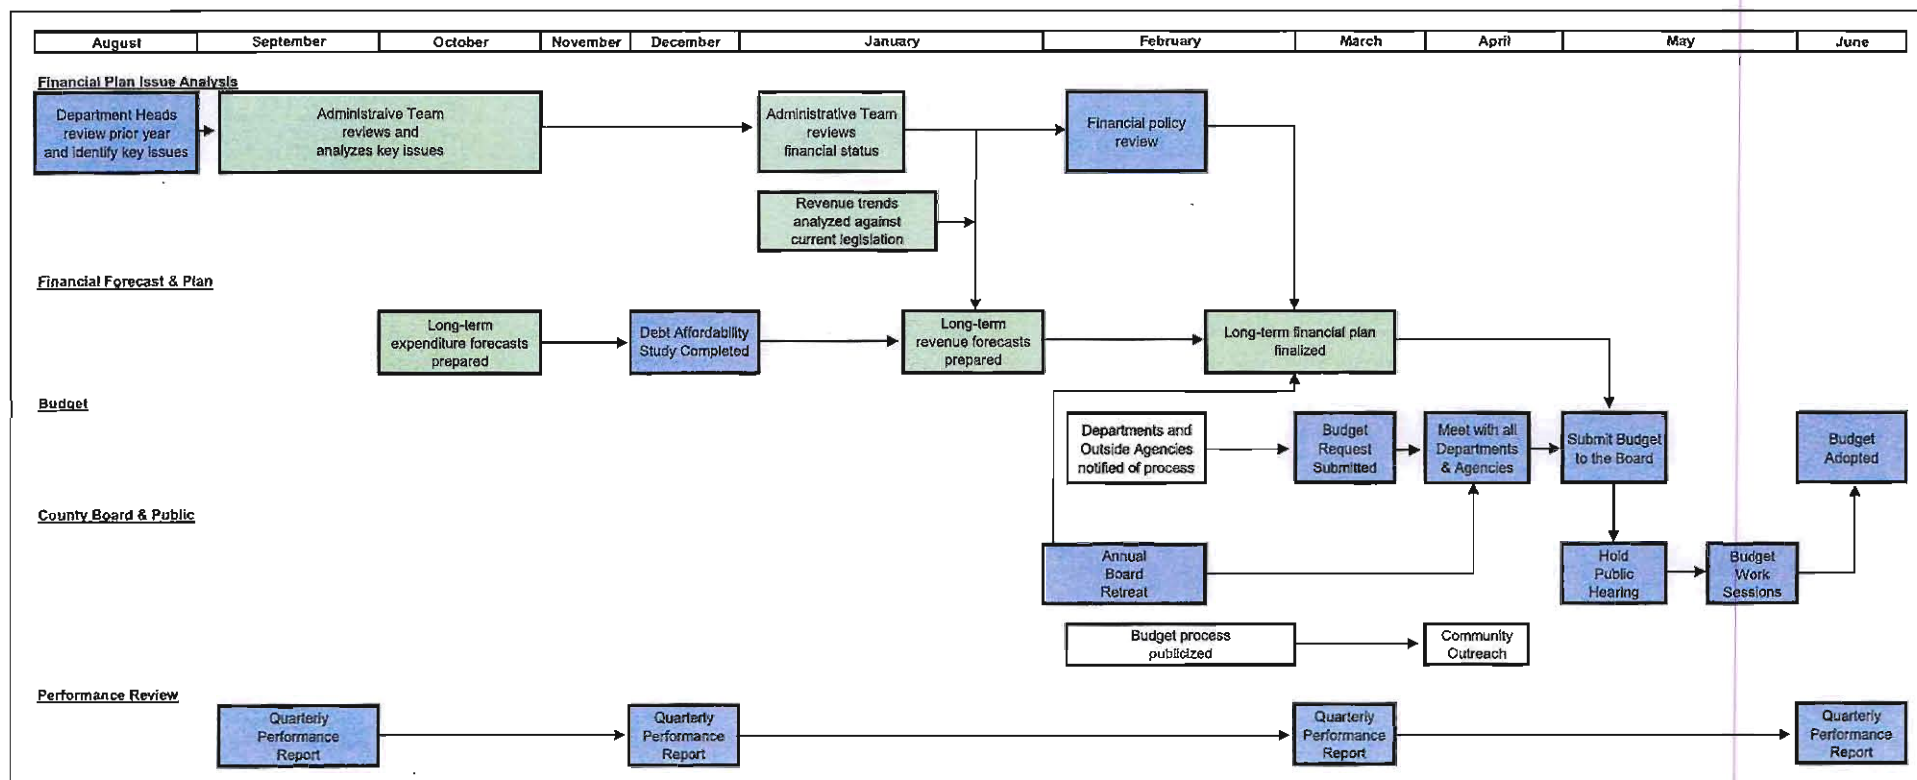 August September October November December January February March April May June
Financial Plan Issue Analysis
Department Heads
review prior year
and identify key issues
Administraive Team
reviews and
analyzes key issues
Administrative Team
reviews
financial status
Financial policy
review
Revenue trends
analyzed against
current legislation
Financial Forecast & Plan
Long-term
expenditure forecasts
prepared
Debt Affordability
Study Completed
Long-term
revenue forecasts
prepared
Long-term financial plan
finalized
Budget
Departments and
Outside Agencies
notified of process
Budget
Request
Submitted
Meet with all
Departments
& Agencies
Submit Budget
to the Board
Budget
Adopted
County Board & Public
Annual
Board
Retreat
Hold
Public
Hearing
Budget
Work
Sessions
Budget process
publicized
Community
Outreach
Performance Review
Quarterly
Performance
Report
Quarterly
Performance
Report
Quarterly
Performance
Report
Quarterly
Performance
Report